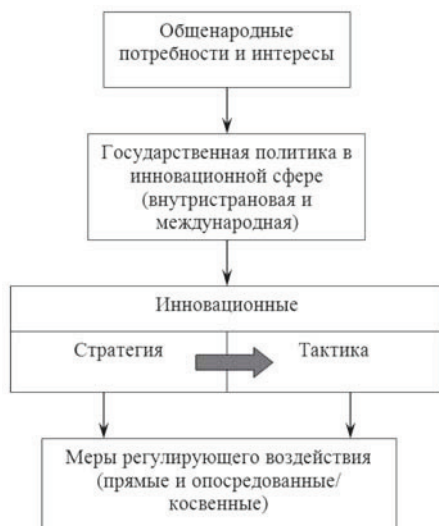 Общенародные
потребности и интересы
Государственная политика в
инновационной сфере
(внутристрановая и
международная)
Инновационные
Стратегия
Тактика
Меры регулирующего воздействия
(прямые и опосредованные/
косвенные)